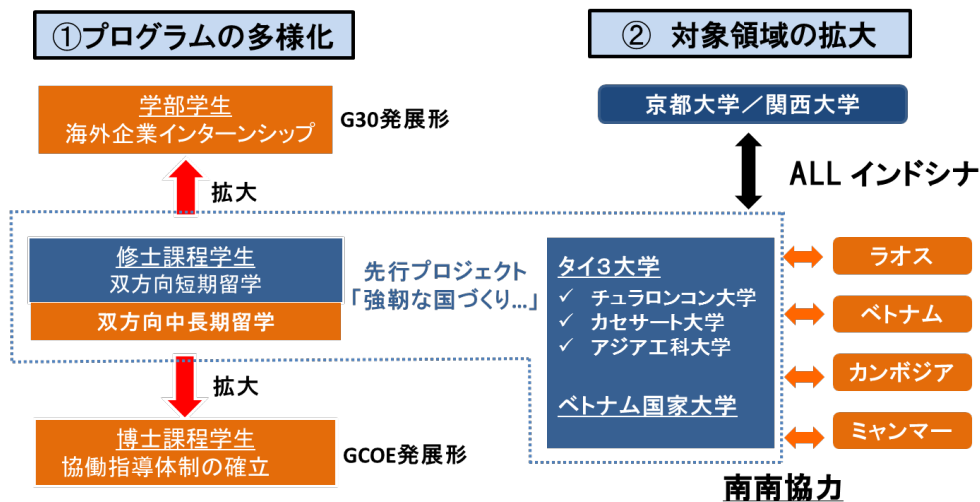 ①プログラムの多様化
学部学生
海外企業インターンシップ
G30発展形
拡大
修士課程学生
双方向短期留学
双方向中長期留学
先行プロジェクト
「強靭な国づくり...」
拡大
博士課程学生
協働指導体制の確立
GCOE発展形
② 対象領域の拡大
京都大学／関西大学
ALL インドシナ
タイ3大学
✓ チュラロンコン大学
✓ カセサート大学
✓ アジア工科大学
ベトナム国家大学
ラオス
ベトナム
カンボジア
ミャンマー
南南協力